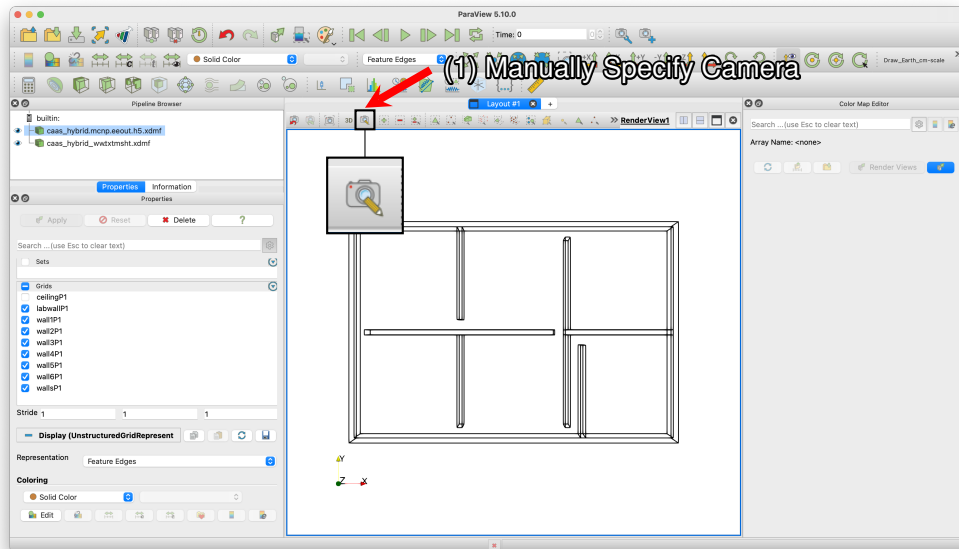 ParaView 5.10.0
Time: 0
Solid Color
Feature Edges
Draw_Earth_cm-scale
(1) Manually Specify Camera
Pipeline Browser
Layout #1
+
Color Map Editor
builtin:
caas_hybrid.mcnp.eeout.h5.xdmf
caas_hybrid_wwdxtmsht.xdmf
3D
RenderView1
Search ...(use Esc to clear text)
Array Name: <none>
Render Views
Properties
Information
Properties
Apply
Reset
Delete
?
Search ...(use Esc to clear text)
Sets
Grids
ceilingP1
labwallP1
wall1P1
wall2P1
wall3P1
wall4P1
wall5P1
wall6P1
wallsP1
Stride
1
1
1
Display (UnstructuredGridRepresent
Representation
Feature Edges
Coloring
Solid Color
Edit
Y
Z
X